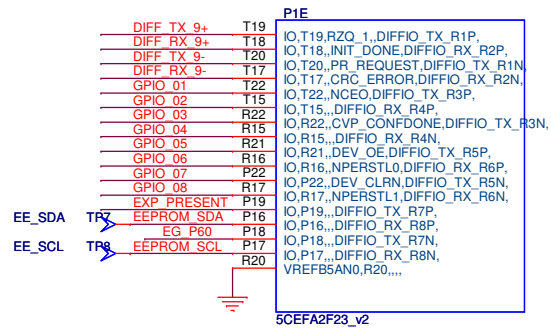 P1E
DIFF_TX_9+ T19 IO,T19,RZQ_1,,DIFFIO_TX_R1P,
DIFF_RX_9+ T18 IO,T18,,INIT_DONE,DIFFIO_RX_R2P,
DIFF_TX_9- T20 IO,T20,,PR_REQUEST,DIFFIO_TX_R1N,
DIFF_RX_9- T17 IO,T17,,CRC_ERROR,DIFFIO_RX_R2N,
GPIO_01 T22 IO,T22,,NCEO,DIFFIO_TX_R3P,
GPIO_02 T15 IO,T15,,,DIFFIO_RX_R4P,
GPIO_03 R22 IO,R22,,CVP_CONFDONE,DIFFIO_TX_R3N,
GPIO_04 R15 IO,R15,,,DIFFIO_RX_R4N,
GPIO_05 R21 IO,R21,,DEV_OE,DIFFIO_TX_R5P,
GPIO_06 R16 IO,R16,,NPERSTL0,DIFFIO_RX_R6P,
GPIO_07 P22 IO,P22,,DEV_CLRN,DIFFIO_TX_R5N,
GPIO_08 R17 IO,R17,,NPERSTL1,DIFFIO_RX_R6N,
EXP_PRESENT P19 IO,P19,,,DIFFIO_TX_R7P,
EE_SDA TP7 EEPROM_SDA P16 IO,P16,,,DIFFIO_RX_R8P,
EG_P60 P18 IO,P18,,,DIFFIO_TX_R7N,
EE_SCL TP8 EEPROM_SCL P17 IO,P17,,,DIFFIO_RX_R8N,
R20 VREFB5AN0,R20,,,,
5CEFA2F23_v2